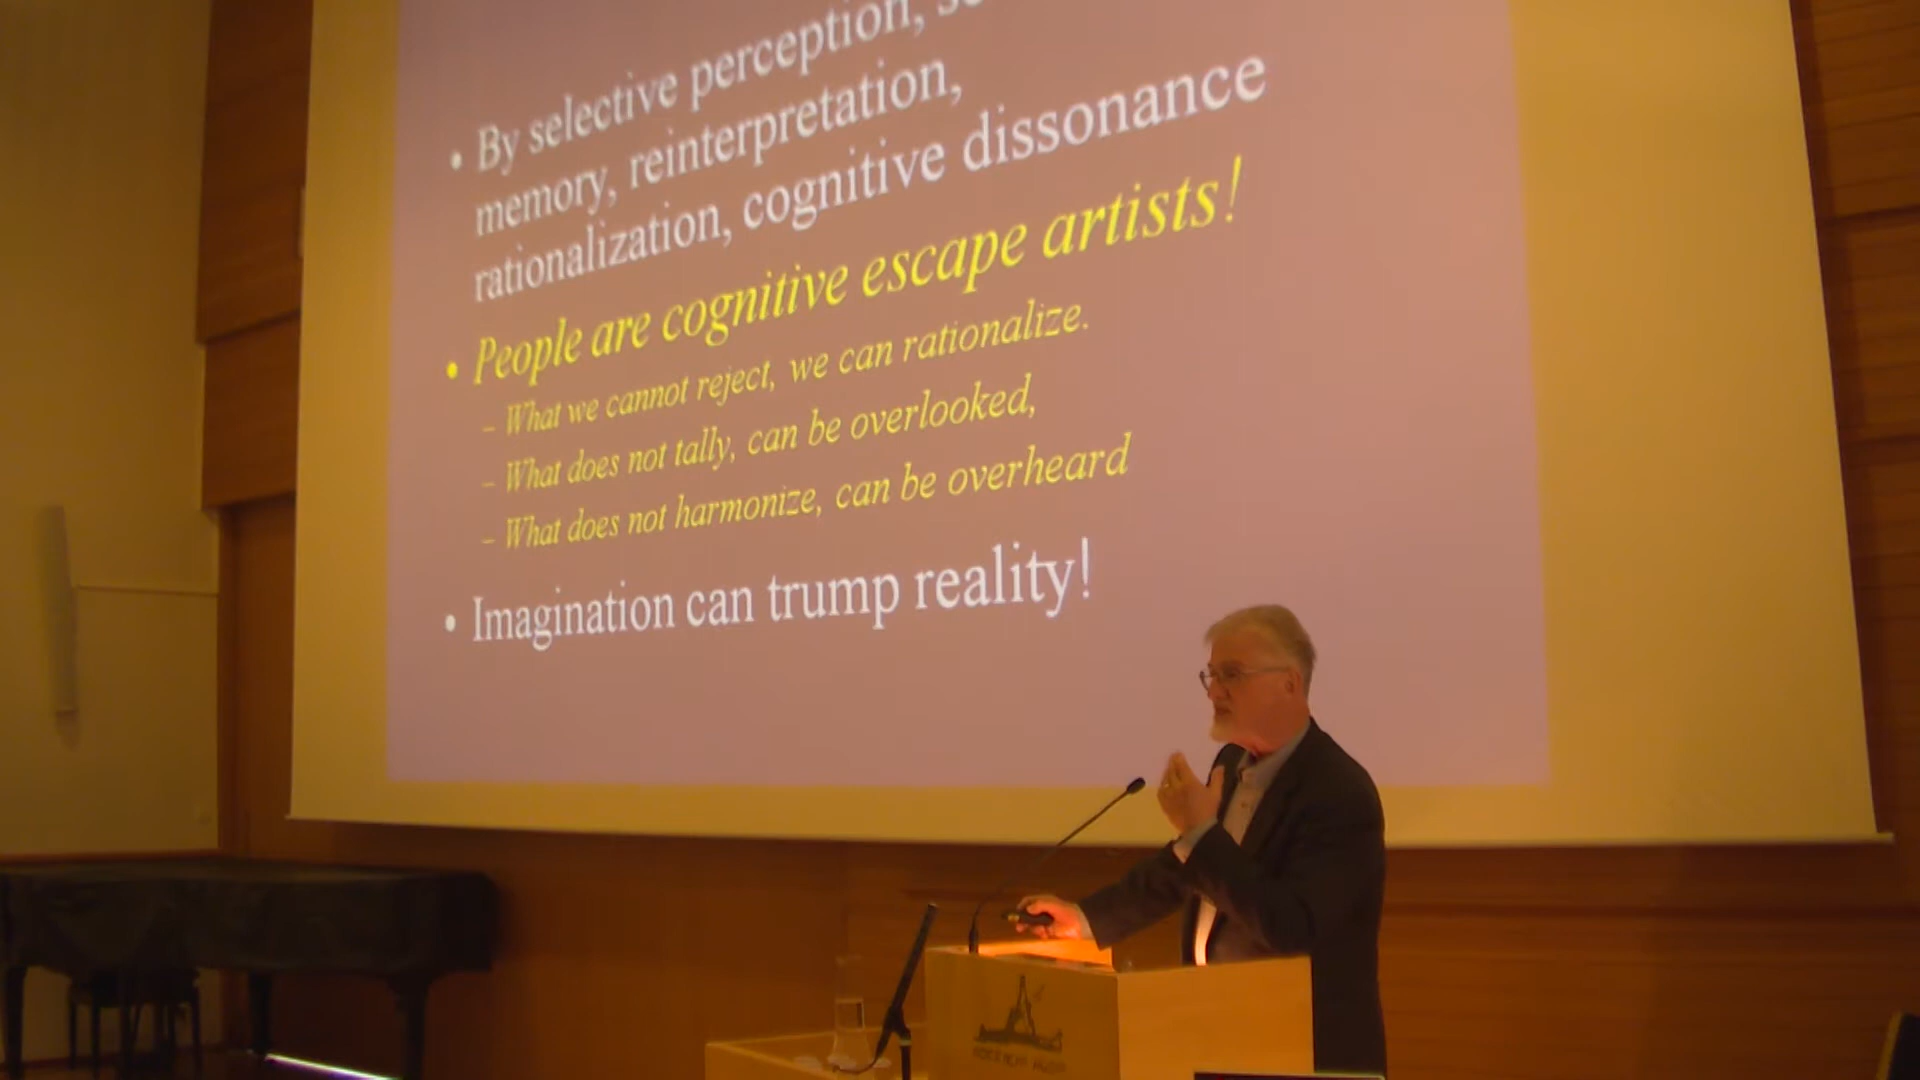 • By selective perception,
memory, reinterpretation,
rationalization, cognitive dissonance
• People are cognitive escape artists!
– What we cannot reject, we can rationalize.
– What does not tally, can be overlooked,
– What does not harmonize, can be overheard
• Imagination can trump reality!